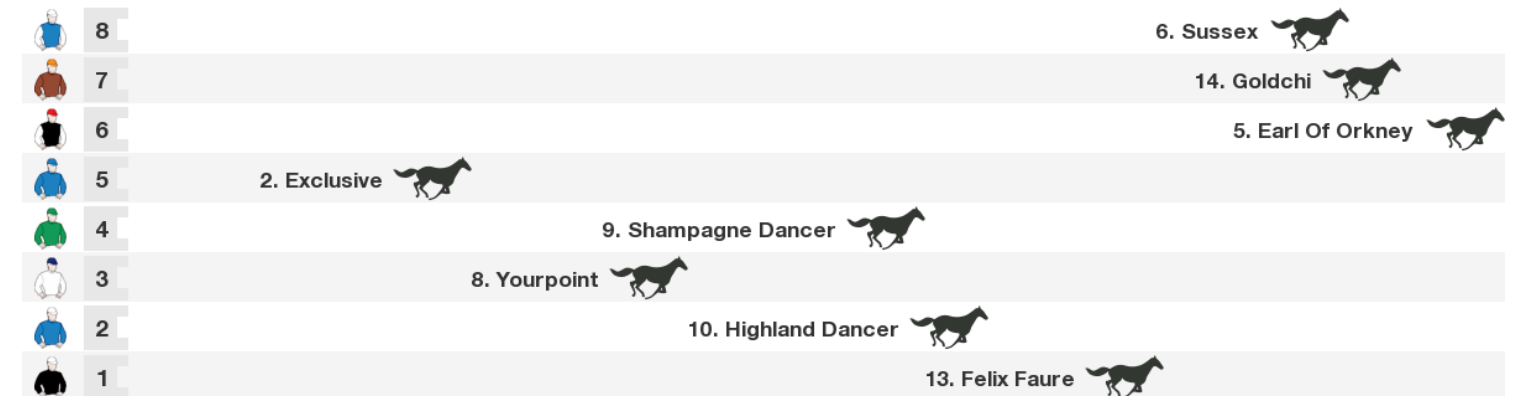 8 6. Sussex
7 14. Goldchi
6 5. Earl Of Orkney
5 2. Exclusive
4 9. Shampagne Dancer
3 8. Yourpoint
2 10. Highland Dancer
1 13. Felix Faure